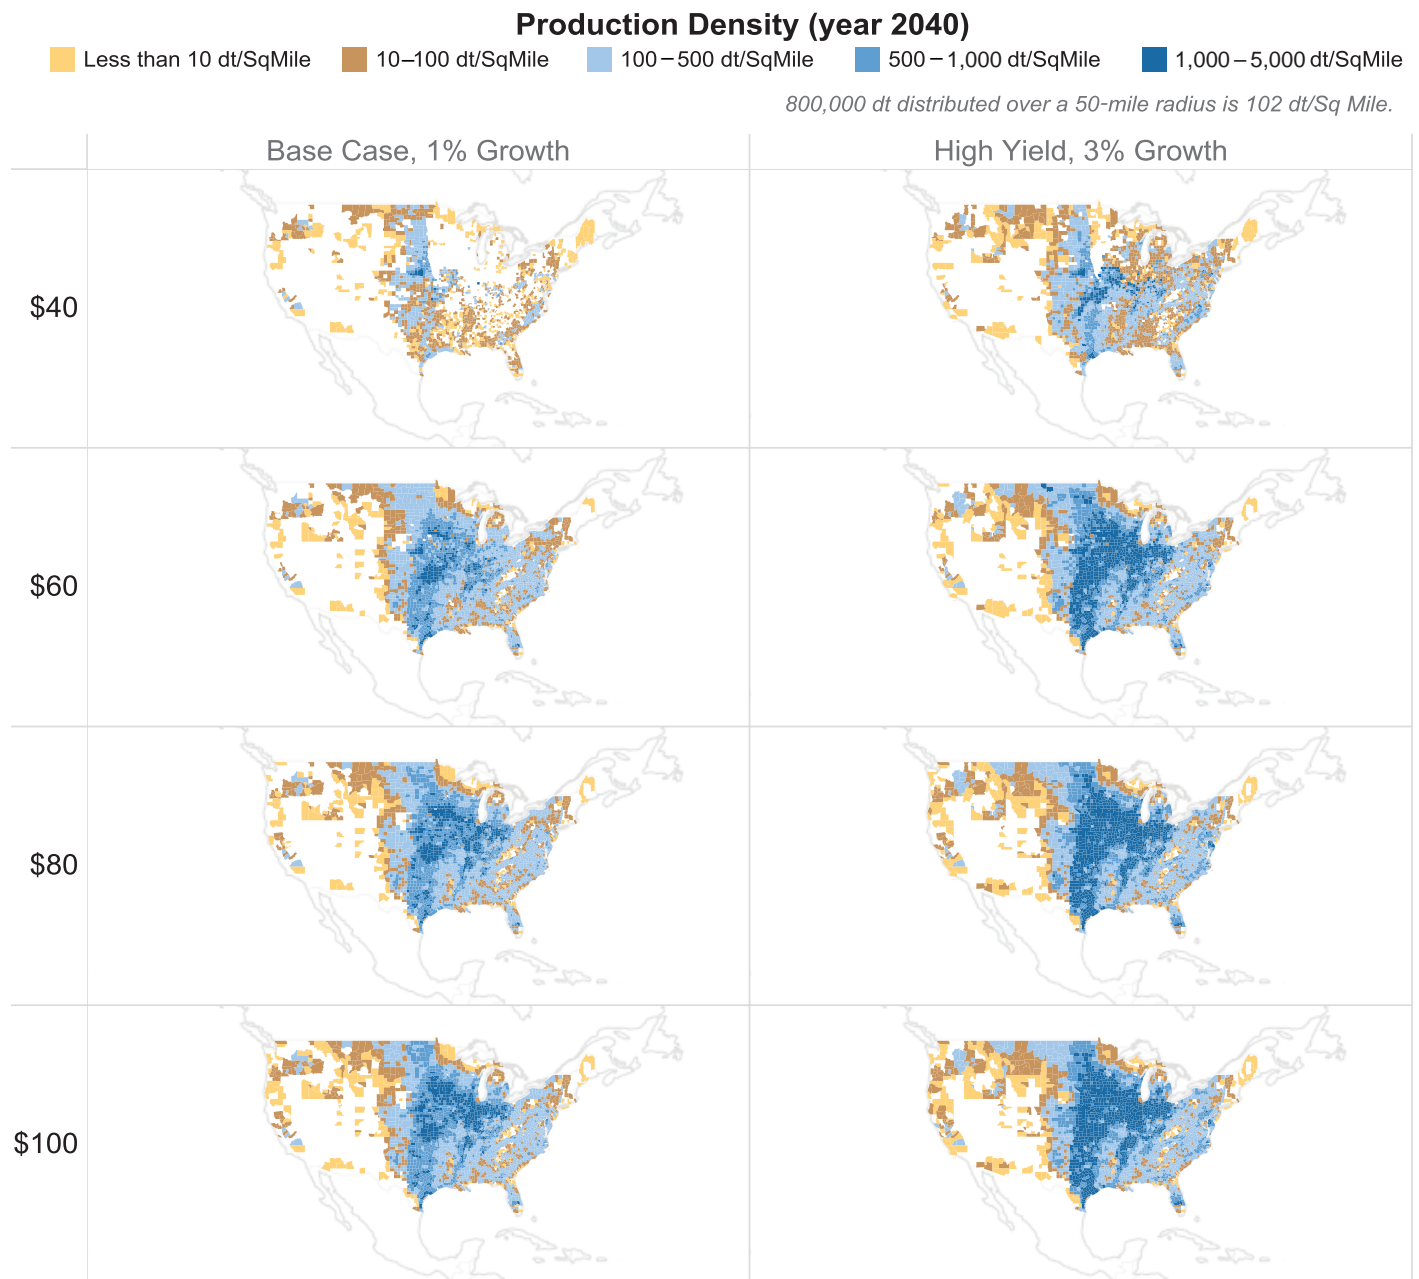 Production Density (year 2040)
Less than 10 dt/SqMile 10–100 dt/SqMile 100–500 dt/SqMile 500–1,000 dt/SqMile 1,000–5,000 dt/SqMile
800,000 dt distributed over a 50-mile radius is 102 dt/Sq Mile.
Base Case, 1% Growth High Yield, 3% Growth
$40
$60
$80
$100